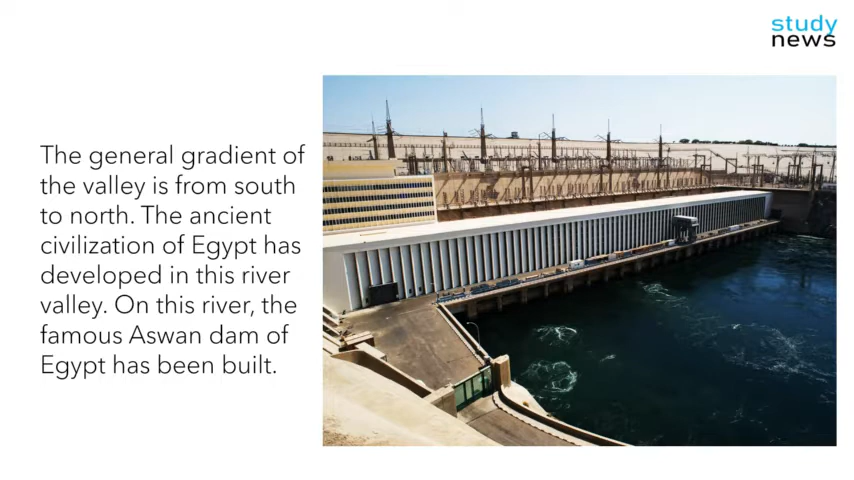 study
news
The general gradient of
the valley is from south
to north. The ancient
civilization of Egypt has
developed in this river
valley. On this river, the
famous Aswan dam of
Egypt has been built.